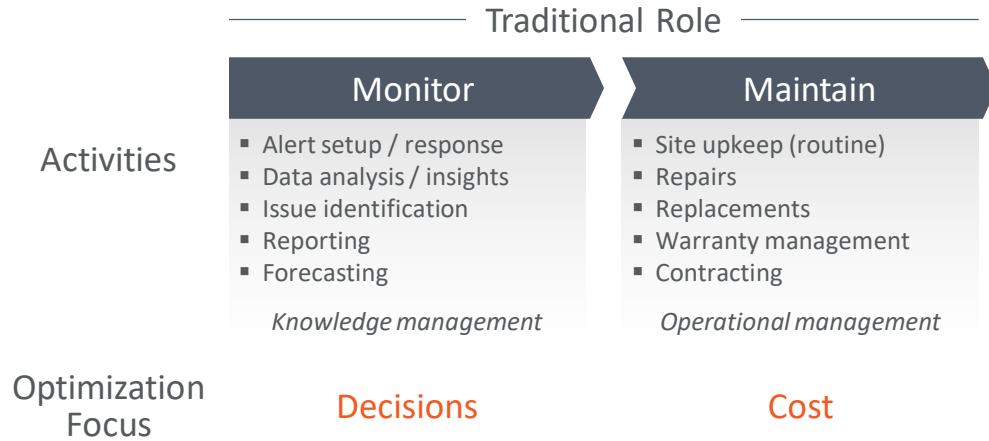 Traditional Role
Monitor
Maintain
Activities
▪ Alert setup / response
▪ Data analysis / insights
▪ Issue identification
▪ Reporting
▪ Forecasting
Knowledge management
▪ Site upkeep (routine)
▪ Repairs
▪ Replacements
▪ Warranty management
▪ Contracting
Operational management
Optimization
Focus
Decisions
Cost